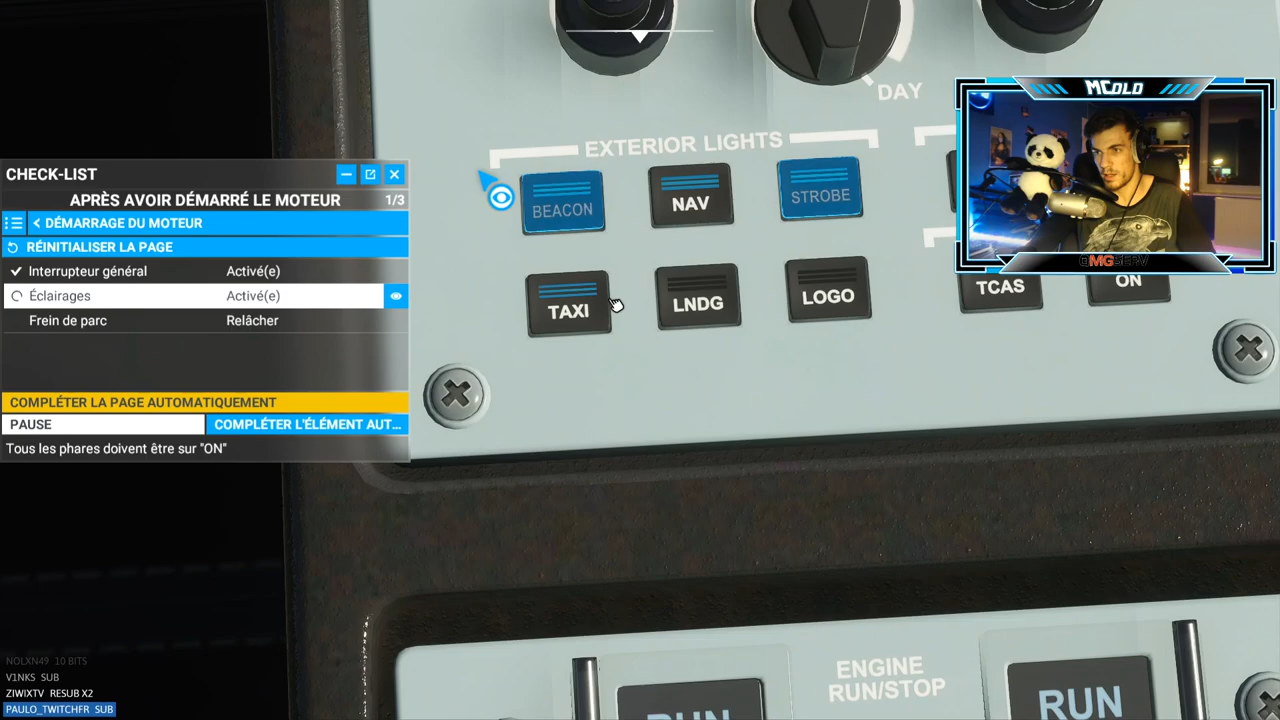 DAY
MCOLO
EXTERIOR LIGHTS
BEACON
NAV
STROBE
TAXI
LNDG
LOGO
TCAS
ON
OMGSERV
CHECK-LIST
APRÈS AVOIR DÉMARRÉ LE MOTEUR 1/3
< DÉMARRAGE DU MOTEUR
RÉINITIALISER LA PAGE
Interrupteur général Activé(e)
Éclairages Activé(e)
Frein de parc Relâcher
COMPLÉTER LA PAGE AUTOMATIQUEMENT
PAUSE
COMPLÉTER L'ÉLÉMENT AUT...
Tous les phares doivent être sur "ON"
ENGINE
RUN/STOP
RUN
RUN
NOLXN49 10 BITS
V1NKS SUB
ZIWIXTV RESUB X2
PAULO_TWITCHFR SUB